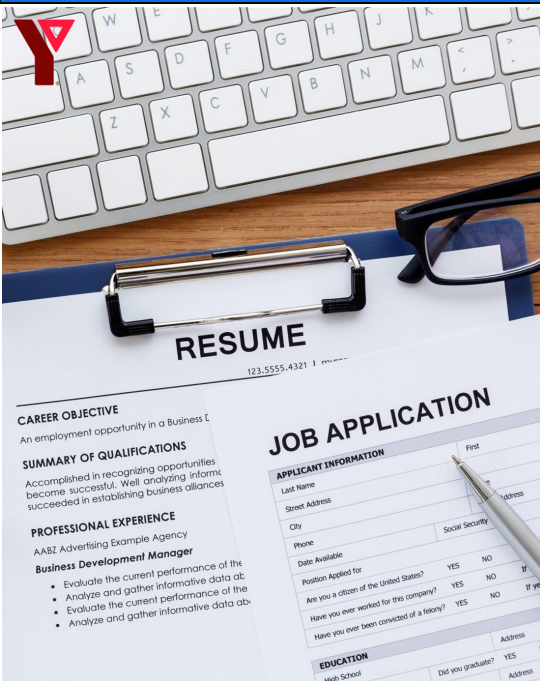 W E J K
A S D F G H L
Z X C V B N M < , > .
RESUME
123.5555.4321 |
CAREER OBJECTIVE
An employment opportunity in a Business
SUMMARY OF QUALIFICATIONS
Accomplished in recognizing opportunities
become successful. Well analyzing
succeeded in establishing business alliances
PROFESSIONAL EXPERIENCE
AABZ Advertising Example Agency
Business Development Manager
• Evaluate the current performance of the
• Analyze and gather informative data
• Evaluate the current performance of the
• Analyze and gather informative data
JOB APPLICATION
APPLICANT INFORMATION
Last Name First
Street Address
City Address
Phone
Date Available Social Security
Position Applied for
Are you a citizen of the United States? YES NO
Have you ever worked for this company? YES NO If
Have you ever been convicted of a felony? YES NO If
EDUCATION
High School Address
Did you graduate? YES
Address